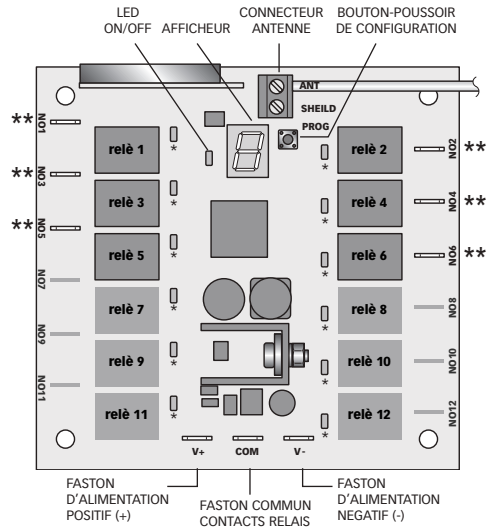 LED
ON/OFF
AFFICHEUR
CONNECTEUR
ANTENNE
BOUTON-POUSSOIR
DE CONFIGURATION
ANT
SHEILD
PROG
** NO1
relè 1
*
relè 2
*
NO2 **
** NO3
relè 3
*
relè 4
*
NO4 **
** NO5
relè 5
*
relè 6
*
NO6 **
NO7
relè 7
*
relè 8
*
NO8
NO9
relè 9
*
relè 10
*
NO10
NO11
relè 11
*
relè 12
*
NO12
V+
COM
V-
FASTON
D'ALIMENTATION
POSITIF (+)
FASTON COMMUN
CONTACTS RELAIS
FASTON
D'ALIMENTATION
NEGATIF (-)